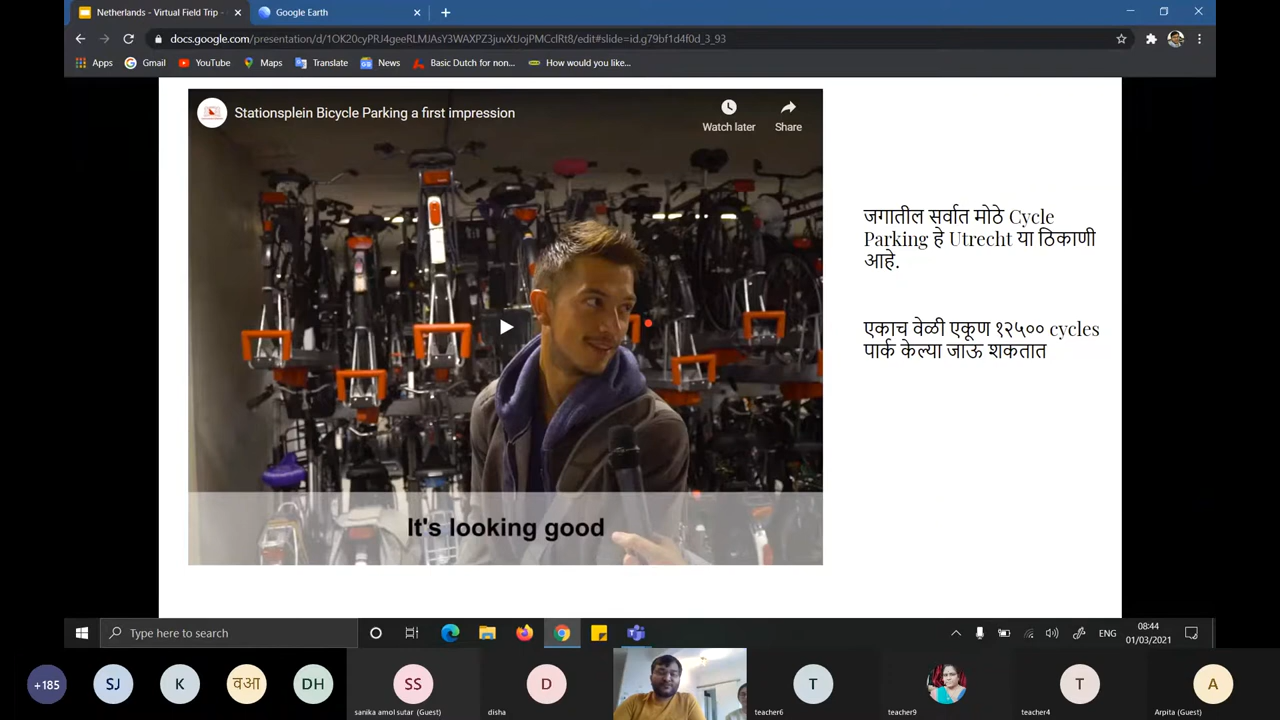 Netherlands - Virtual Field Trip -
Google Earth
docs.google.com/presentation/d/1OK20cyPRJ4geeRLMJAsY3WAXPZ3juvXtJojPMCclRt8/edit#slide=id.g79bf1d4f0d_3_93
Apps
Gmail
YouTube
Maps
Translate
News
Basic Dutch for non...
How would you like...
Stationsplein Bicycle Parking a first impression
Watch later
Share
It's looking good
जगातील सर्वात मोठे Cycle
Parking हे Utrecht या ठिकाणी
आहे.
एकाच वेळी एकूण १२५०० cycles
पार्क केल्या जाऊ शकतात
Type here to search
ENG
08:44
01/03/2021
+185
SJ
K
वआ
DH
SS
sanika amol sutar (Guest)
D
disha
T
teacher6
teacher9
T
teacher4
A
Arpita (Guest)